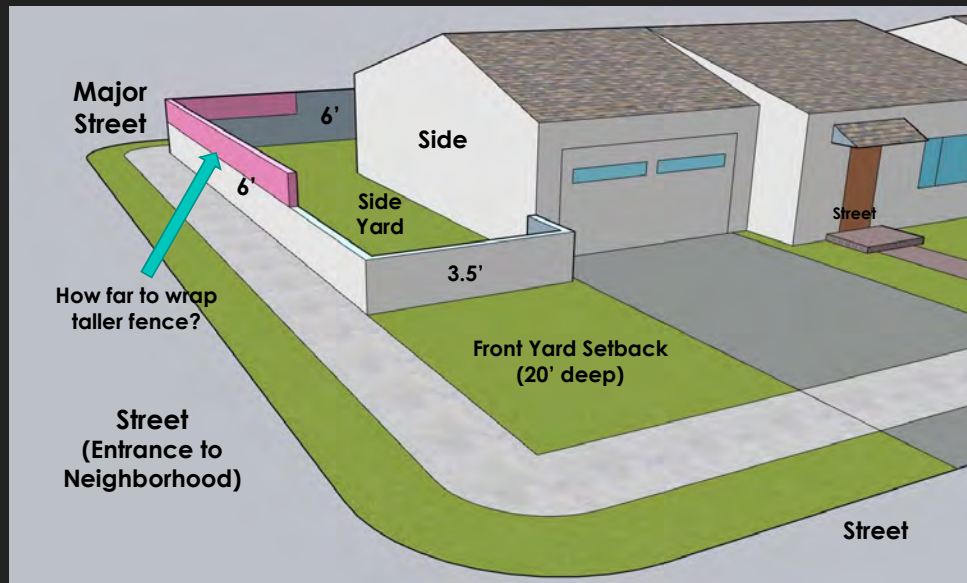 Major
Street
6’
Side
6’
Side
Yard
Street
3.5’
How far to wrap
taller fence?
Front Yard Setback
(20’ deep)
Street
(Entrance to
Neighborhood)
Street